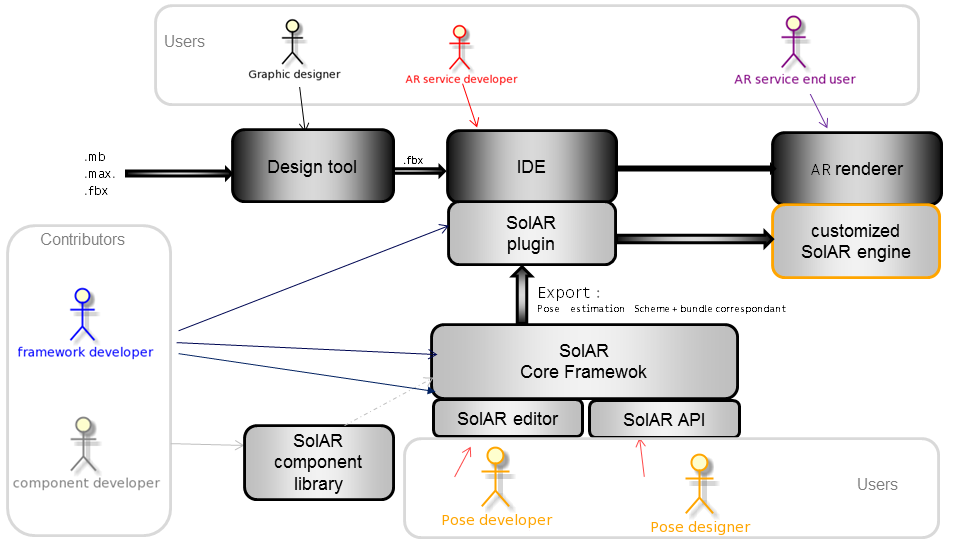 Users
Graphic designer
AR service developer
AR service end user
.mb
.max.
.fbx
Design tool
.fbx
IDE
AR renderer
SolAR
plugin
customized
SolAR engine
Contributors
framework developer
component developer
Export :
Pose estimation Scheme + bundle correspondant
SolAR
Core Framewok
SolAR editor
SolAR API
SolAR
component
library
Users
Pose developer
Pose designer